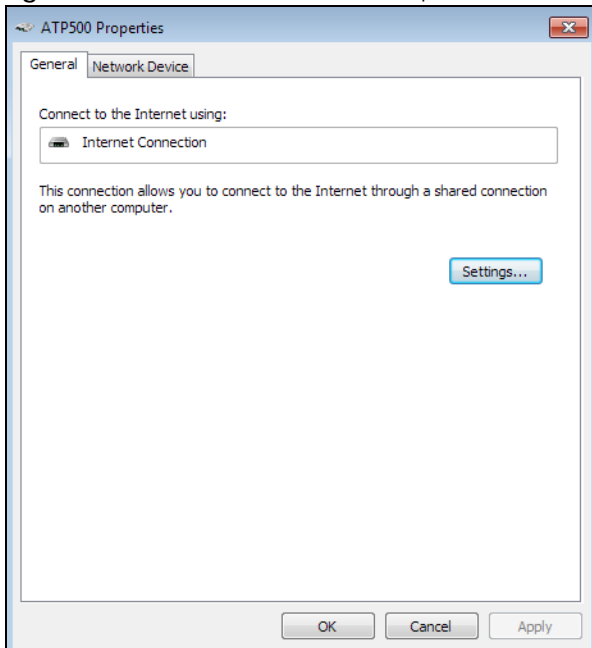 ATP500 Properties
General
Network Device
Connect to the Internet using:
Internet Connection
This connection allows you to connect to the Internet through a shared connection
on another computer.
Settings...
OK
Cancel
Apply